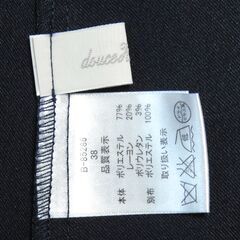 douce
38
品質表示
本体 ポリエステル 77%
レーヨン 20%
ポリウレタン 3%
別布 ポリエステル 100%
取り扱い表示